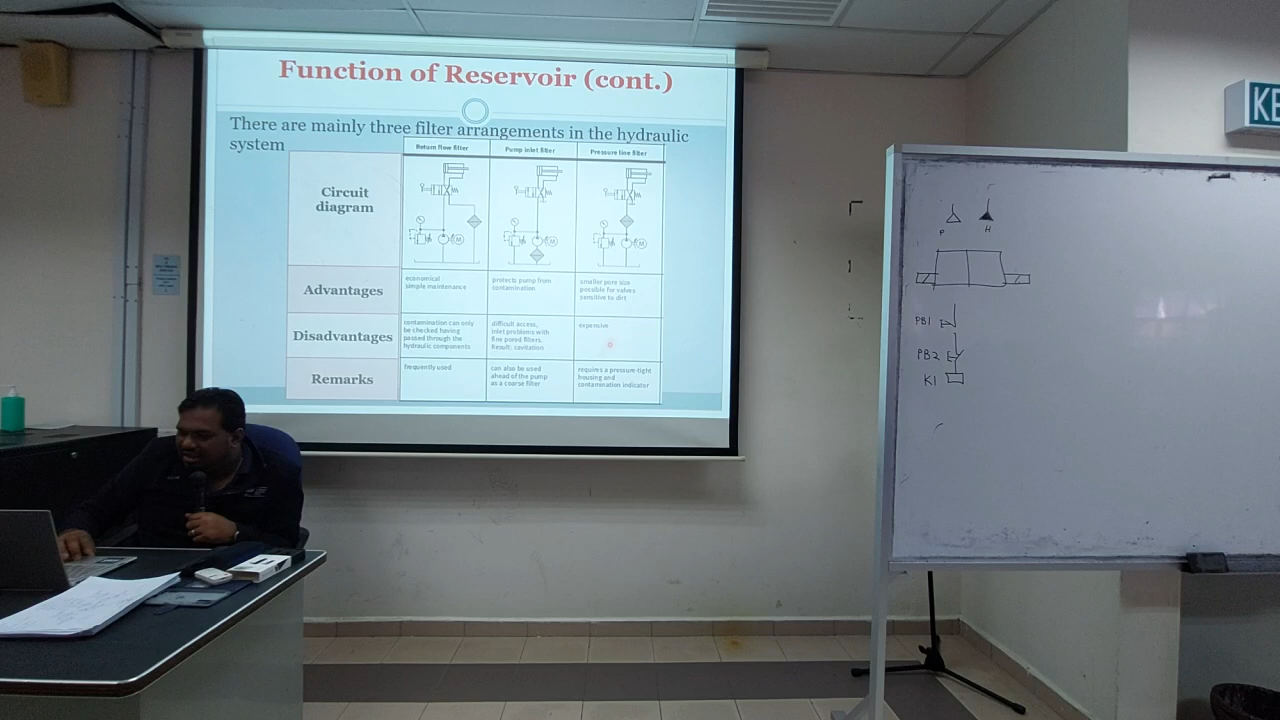 Function of Reservoir (cont.)
There are mainly three filter arrangements in the hydraulic
system
Return flow filter
Pump inlet filter
Pressure line filter
Circuit
diagram
Advantages
economical
simple maintenance
protects pump from
contamination
smaller pore size
possible for valves
sensitive to dirt
Disadvantages
contamination can only
be checked having
passed through the
hydraulic components
difficult access,
inlet problems with
fine pored filters.
Result: cavitation
expensive
Remarks
frequently used
can also be used
ahead of the pump
as a coarse filter
requires a pressure-tight
housing and
contamination indicator
P
H
PB1
PB2
K1
KE